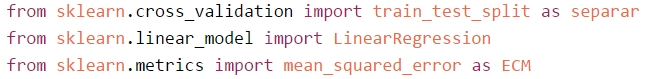 from sklearn.cross_validation import train_test_split as separar
from sklearn.linear_model import LinearRegression
from sklearn.metrics import mean_squared_error as ECM